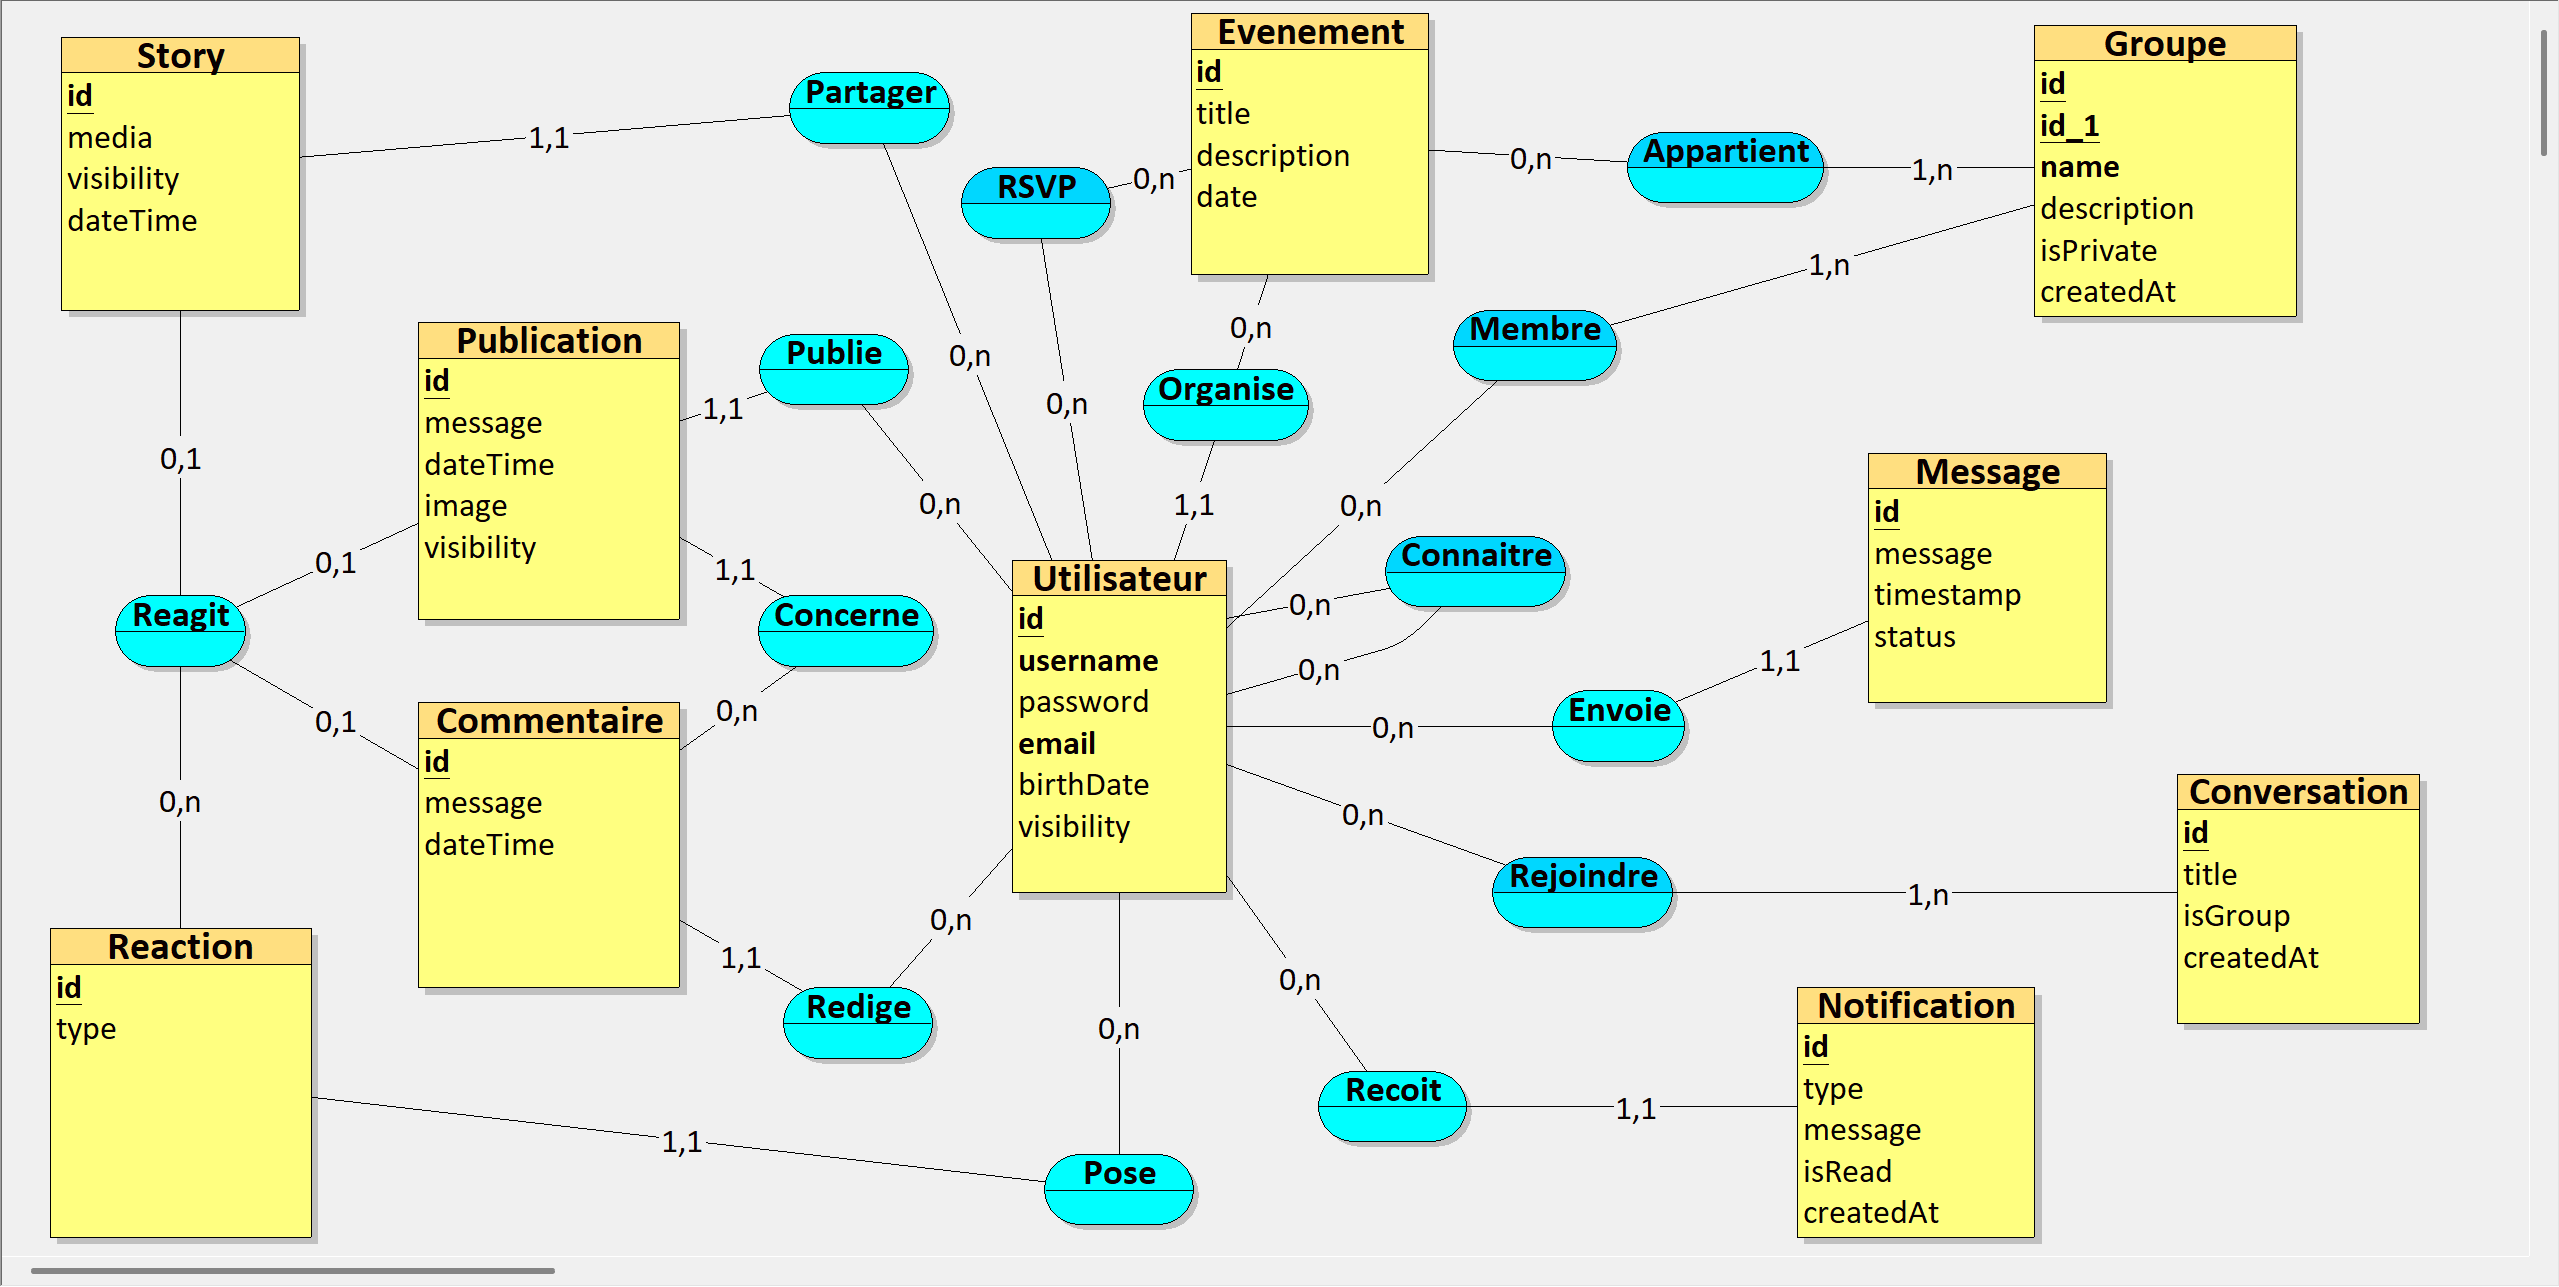 Story
id
media
visibility
dateTime
1,1
Partager
0,n
Evenement
id
title
description
date
RSVP
0,n
0,n
0,n
Organise
1,1
0,n
Appartient
1,n
Groupe
id
id_1
name
description
isPrivate
createdAt
1,n
Membre
0,n
Publication
id
message
dateTime
image
visibility
1,1
Publie
0,n
0,1
0,1
Reagit
0,1
0,n
1,1
Concerne
0,n
Commentaire
id
message
dateTime
1,1
Redige
0,n
Utilisateur
id
username
password
email
birthDate
visibility
0,n
Connaitre
0,n
0,n
Envoie
1,1
Message
id
message
timestamp
status
0,n
Rejoindre
1,n
Conversation
id
title
isGroup
createdAt
0,n
Recoit
1,1
Notification
id
type
message
isRead
createdAt
Reaction
id
type
1,1
0,n
Pose